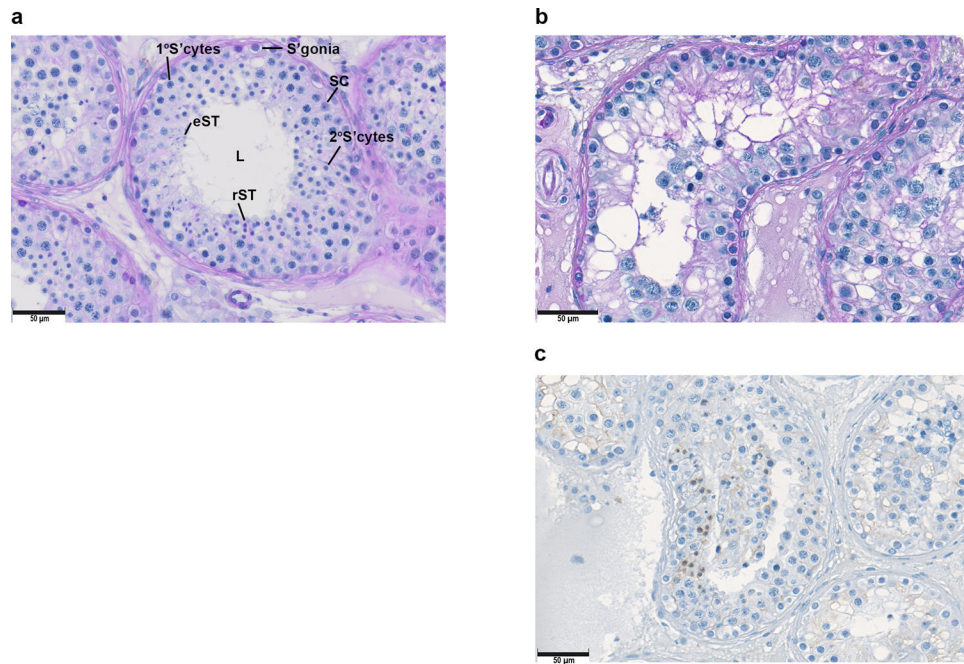 a
1°S'cytes
S'gonia
SC
eST
2°S'cytes
L
rST
50 µm
b
50 µm
c
50 µm